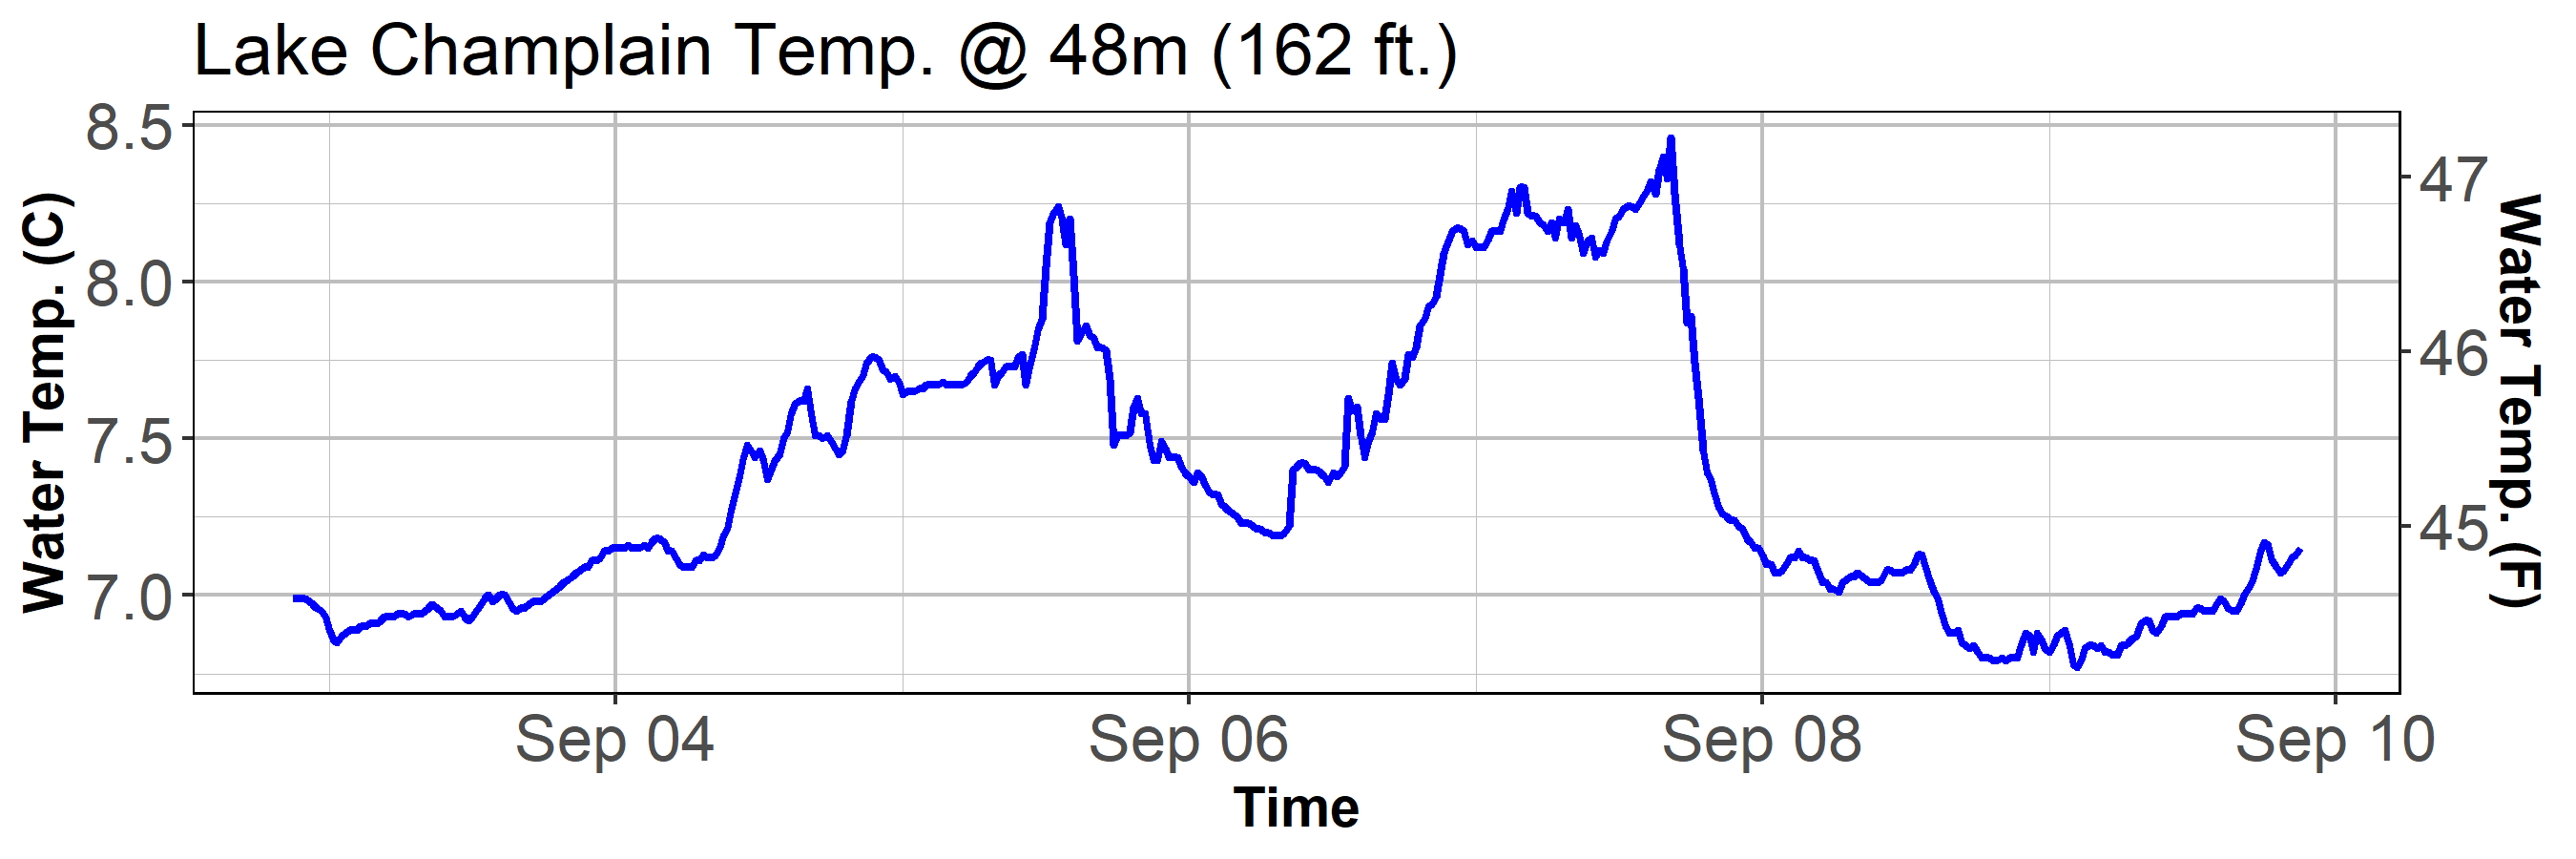 Lake Champlain Temp. @ 48m (162 ft.)
Water Temp. (C)
8.5
8.0
7.5
7.0
47
46
45
Water Temp. (F)
Sep 04
Sep 06
Sep 08
Sep 10
Time